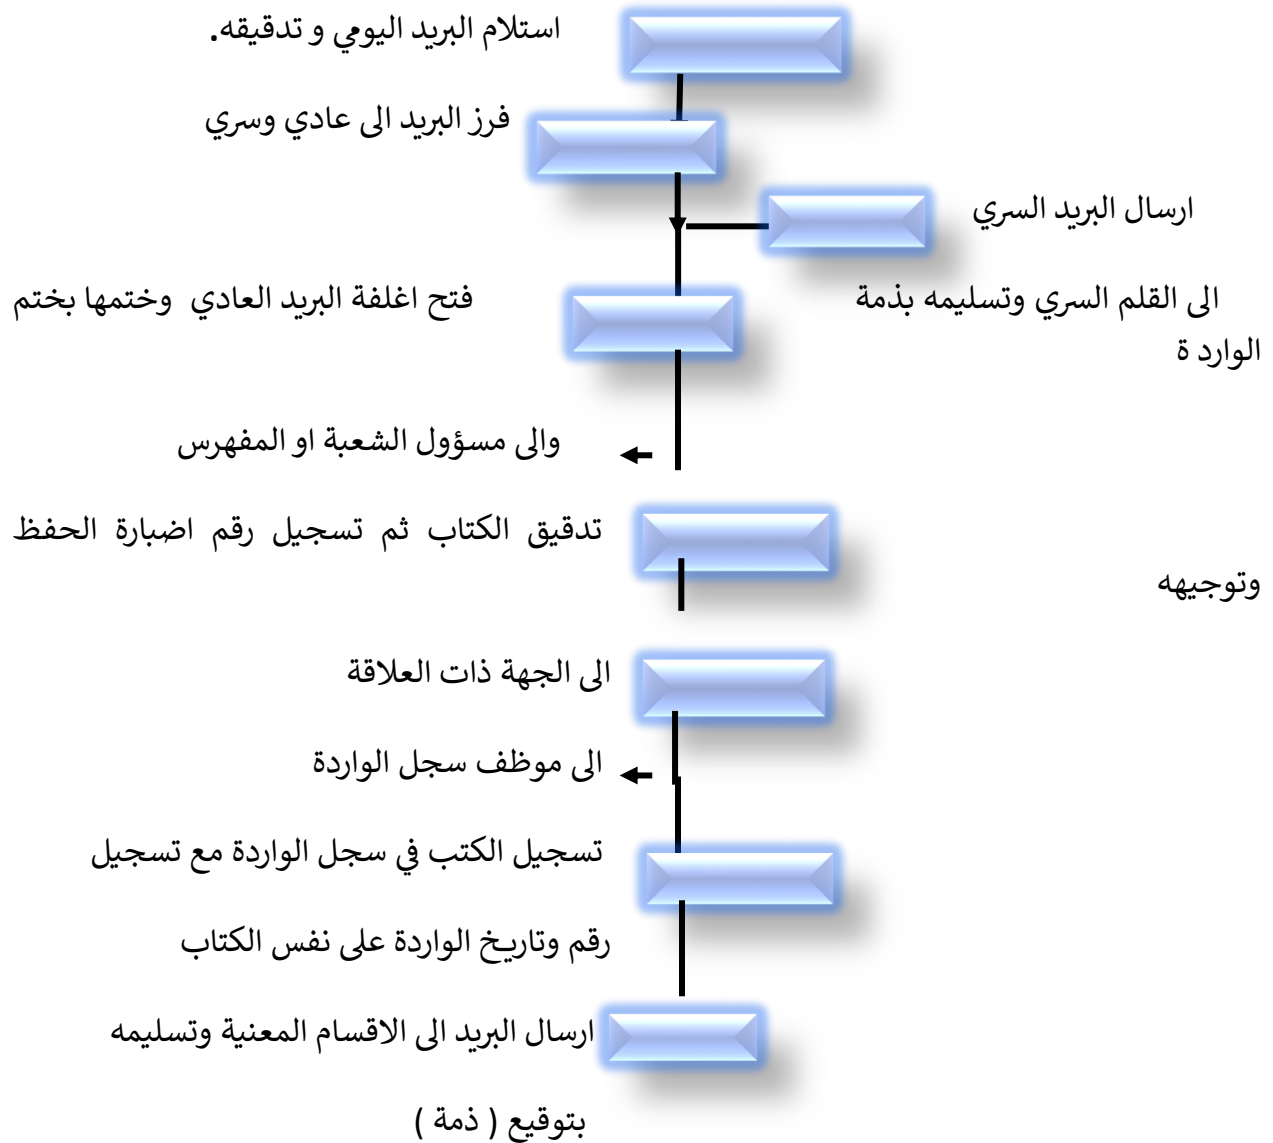 استلام البريد اليومي و تدقيقه.
فرز البريد الى عادي وسري
ارسال البريد السري
الى القلم السري وتسليمه بذمة فتح اغلفة البريد العادي وختمها بختم
الوارد ة
والى مسؤول الشعبة او المفهرس
تدقيق الكتاب ثم تسجيل رقم اضبارة الحفظ
وتوجيهه
الى الجهة ذات العلاقة
الى موظف سجل الواردة
تسجيل الكتب في سجل الواردة مع تسجيل
رقم وتاريخ الواردة على نفس الكتاب
ارسال البريد الى الاقسام المعنية وتسليمه
بتوقيع ( ذمة )